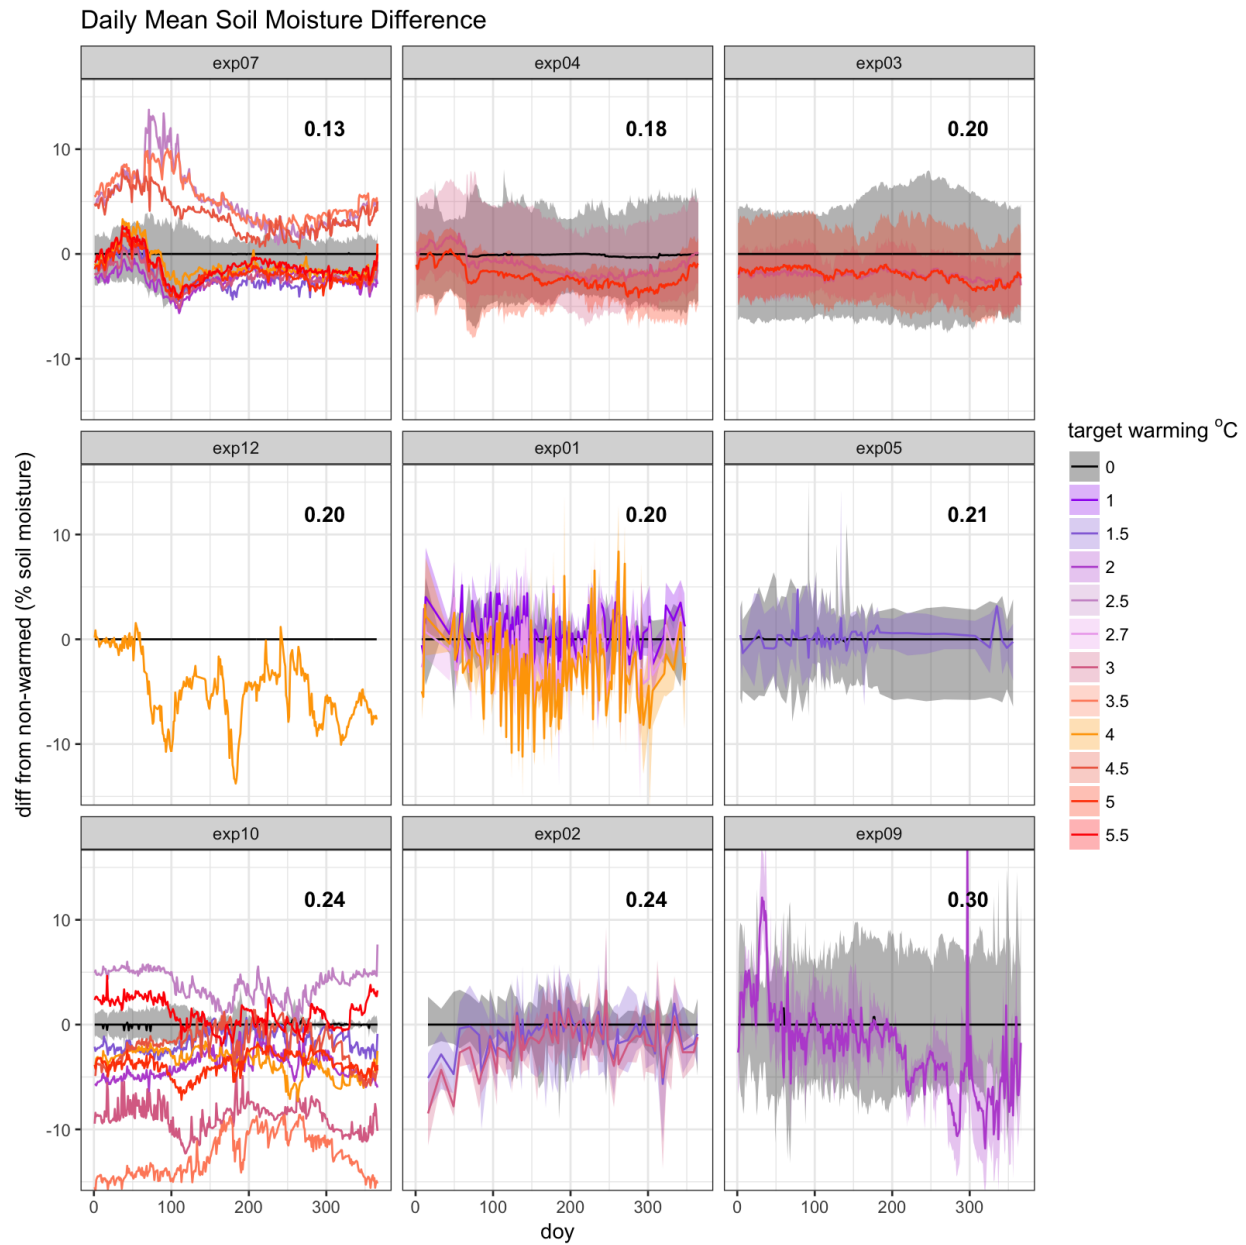 Daily Mean Soil Moisture Difference
exp07
exp04
exp03
0.13
0.18
0.20
10
0
-10
exp12
exp01
exp05
0.20
0.20
0.21
10
0
-10
exp10
exp02
exp09
0.24
0.24
0.30
10
0
-10
0 100 200 300
0 100 200 300
0 100 200 300
doy
diff from non-warmed (% soil moisture)
target warming °C
0
1
1.5
2
2.5
2.7
3
3.5
4
4.5
5
5.5